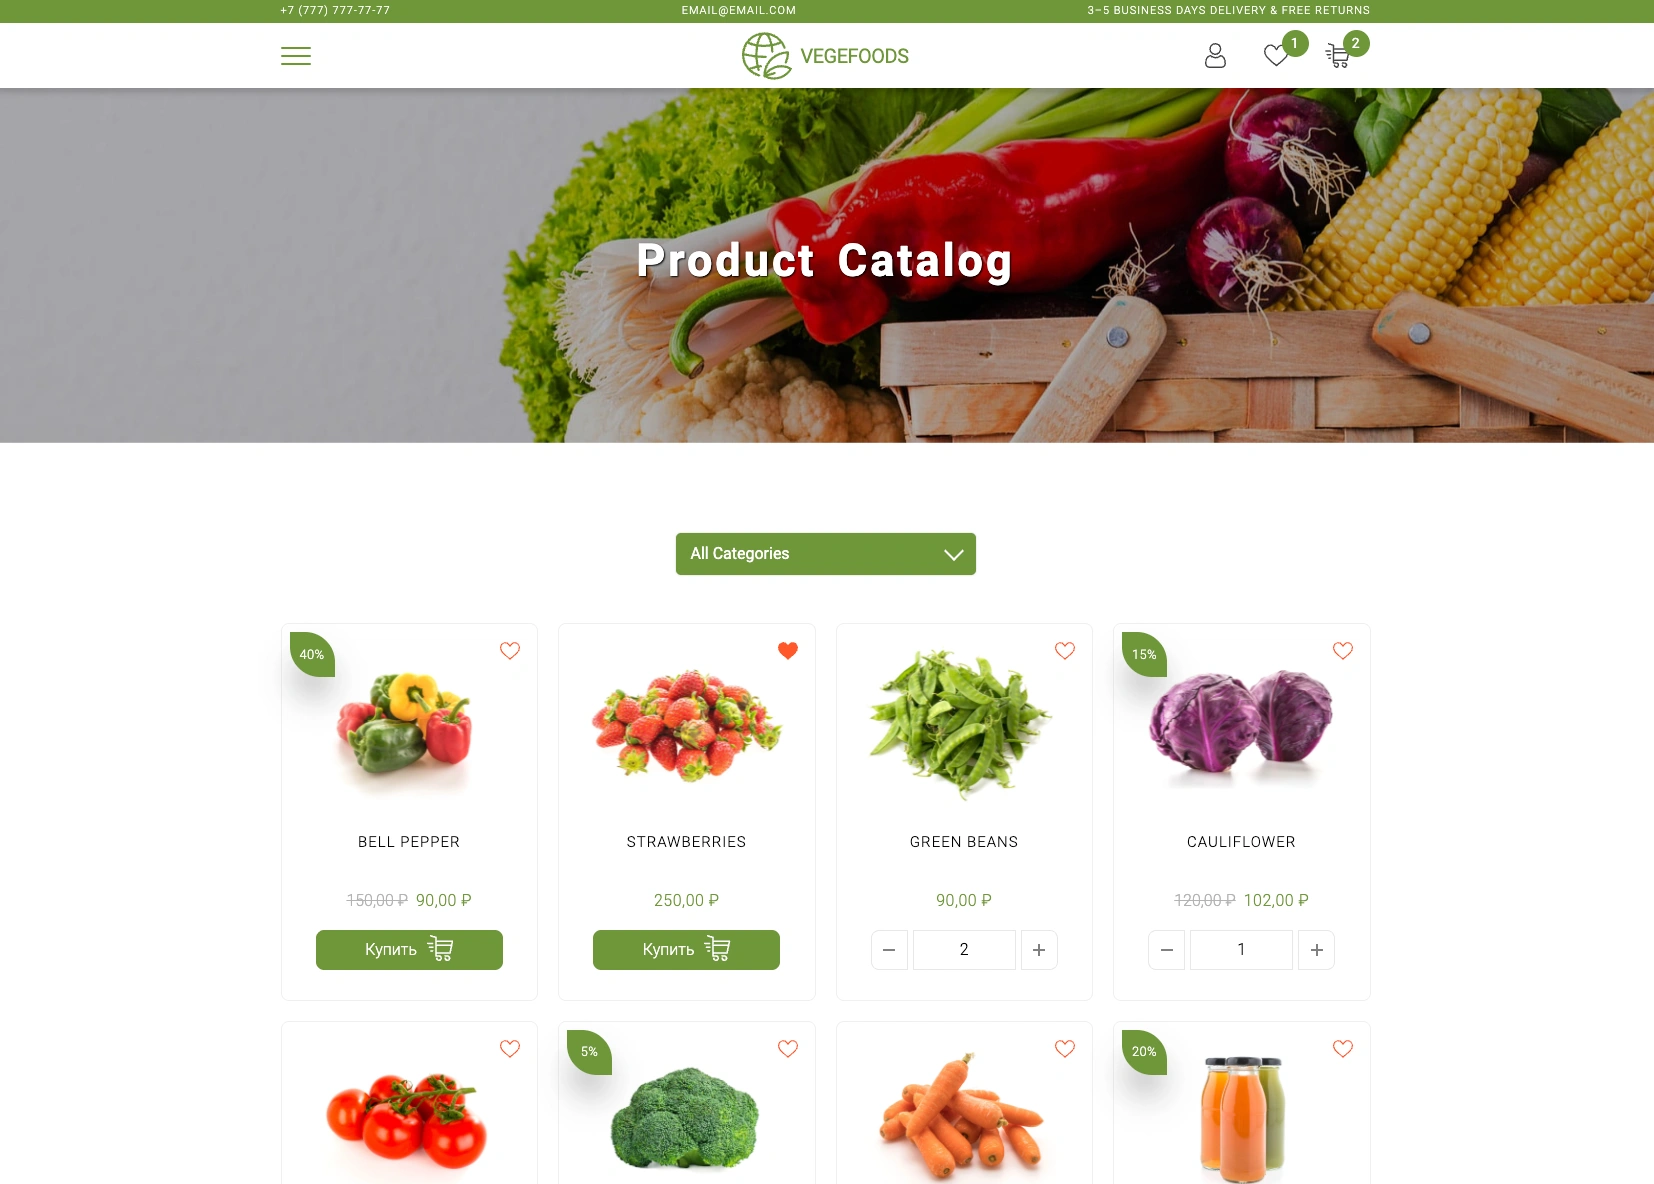 +7 (777) 777-77-77
EMAIL@EMAIL.COM
3–5 BUSINESS DAYS DELIVERY & FREE RETURNS
VEGEFOODS
1
2
Product Catalog
All Categories
40%
15%
BELL PEPPER
STRAWBERRIES
GREEN BEANS
CAULIFLOWER
150,00 ₽ 90,00 ₽
250,00 ₽
90,00 ₽
120,00 ₽ 102,00 ₽
Купить
Купить
− 2 +
− 1 +
5%
20%